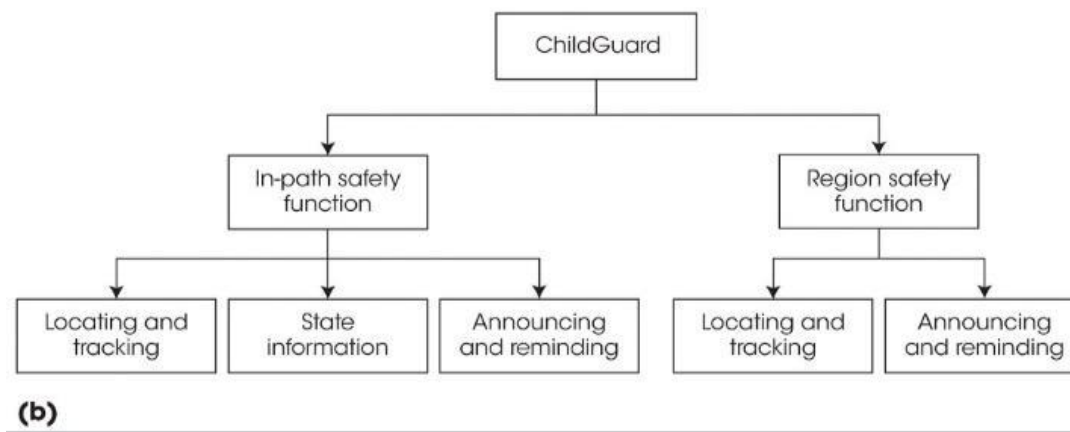 ChildGuard
In-path safety
function
Region safety
function
Locating and
tracking
State
information
Announcing
and reminding
Locating and
tracking
Announcing
and reminding
(b)